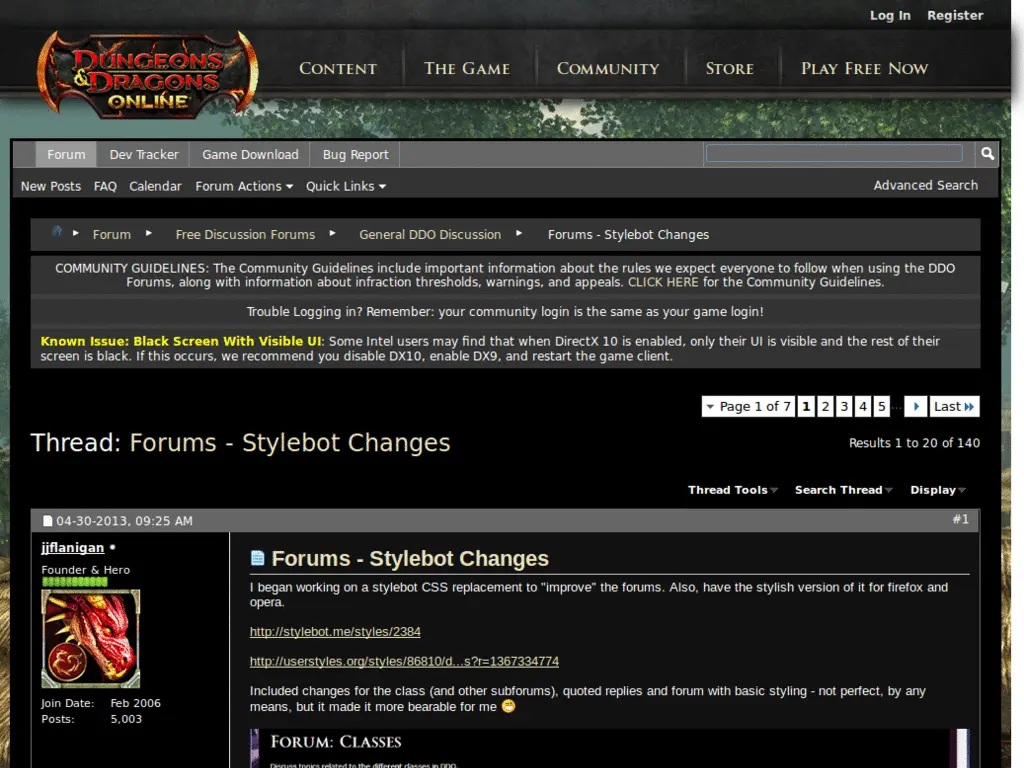 Log In Register
DUNGEONS & DRAGONS ONLINE
CONTENT THE GAME COMMUNITY STORE PLAY FREE NOW
Forum Dev Tracker Game Download Bug Report
New Posts FAQ Calendar Forum Actions Quick Links Advanced Search
Forum Free Discussion Forums General DDO Discussion Forums - Stylebot Changes
COMMUNITY GUIDELINES: The Community Guidelines include important information about the rules we expect everyone to follow when using the DDO
Forums, along with information about infraction thresholds, warnings, and appeals. CLICK HERE for the Community Guidelines.
Trouble Logging in? Remember: your community login is the same as your game login!
Known Issue: Black Screen With Visible UI: Some Intel users may find that when DirectX 10 is enabled, only their UI is visible and the rest of their
screen is black. If this occurs, we recommend you disable DX10, enable DX9, and restart the game client.
Page 1 of 7 1 2 3 4 5 ... Last
Thread: Forums - Stylebot Changes
Results 1 to 20 of 140
Thread Tools Search Thread Display
04-30-2013, 09:25 AM #1
jjflanigan
Founder & Hero
Join Date: Feb 2006
Posts: 5,003
Forums - Stylebot Changes
I began working on a stylebot CSS replacement to "improve" the forums. Also, have the stylish version of it for firefox and
opera.
http://stylebot.me/styles/2384
http://userstyles.org/styles/86810/d...s?r=1367334774
Included changes for the class (and other subforums), quoted replies and forum with basic styling - not perfect, by any
means, but it made it more bearable for me
FORUM: CLASSES
Discuss topics related to the different classes in DDO.